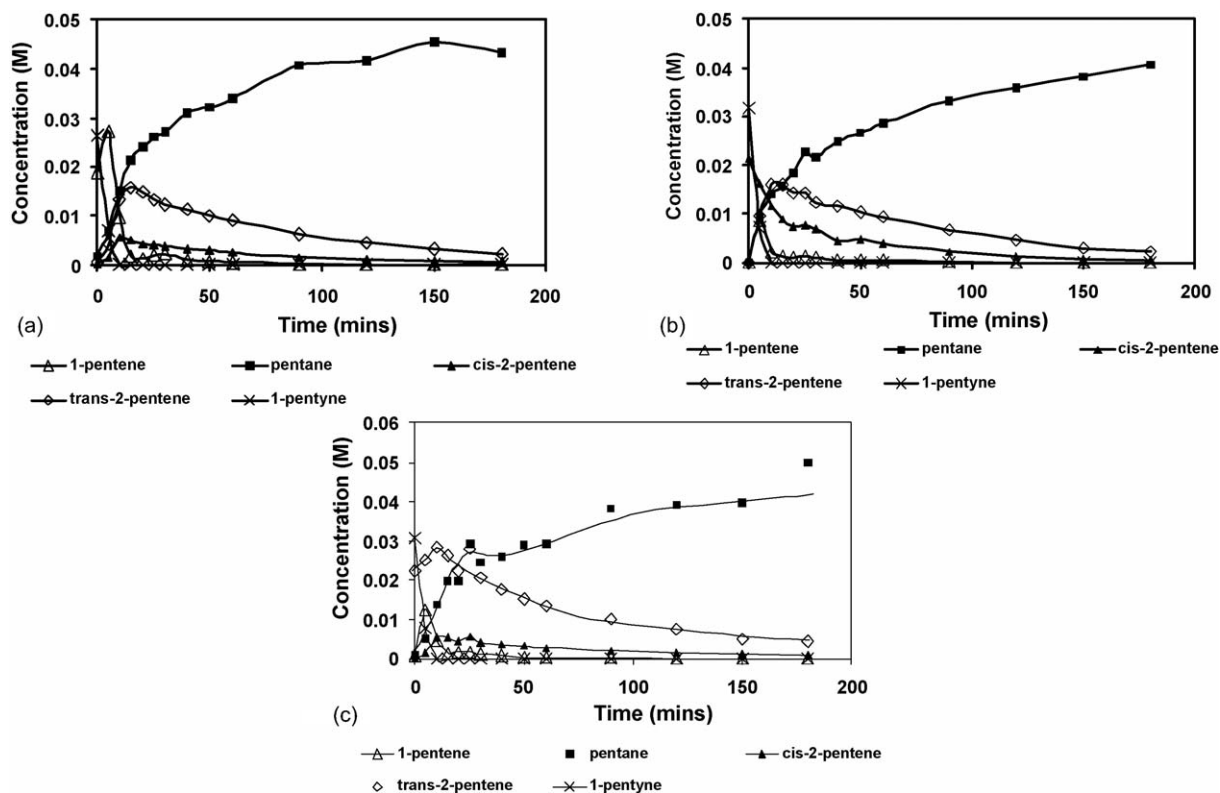 0.05
0.04
0.03
0.02
0.01
0
Concentration (M)
0 50 100 150 200
Time (mins)
(a)
1-pentene pentane cis-2-pentene
trans-2-pentene 1-pentyne
0.05
0.04
0.03
0.02
0.01
0
Concentration (M)
0 50 100 150 200
Time (mins)
(b)
1-pentene pentane cis-2-pentene
trans-2-pentene 1-pentyne
0.06
0.05
0.04
0.03
0.02
0.01
0
Concentration (M)
0 50 100 150 200
Time (mins)
(c)
1-pentene pentane cis-2-pentene
trans-2-pentene 1-pentyne